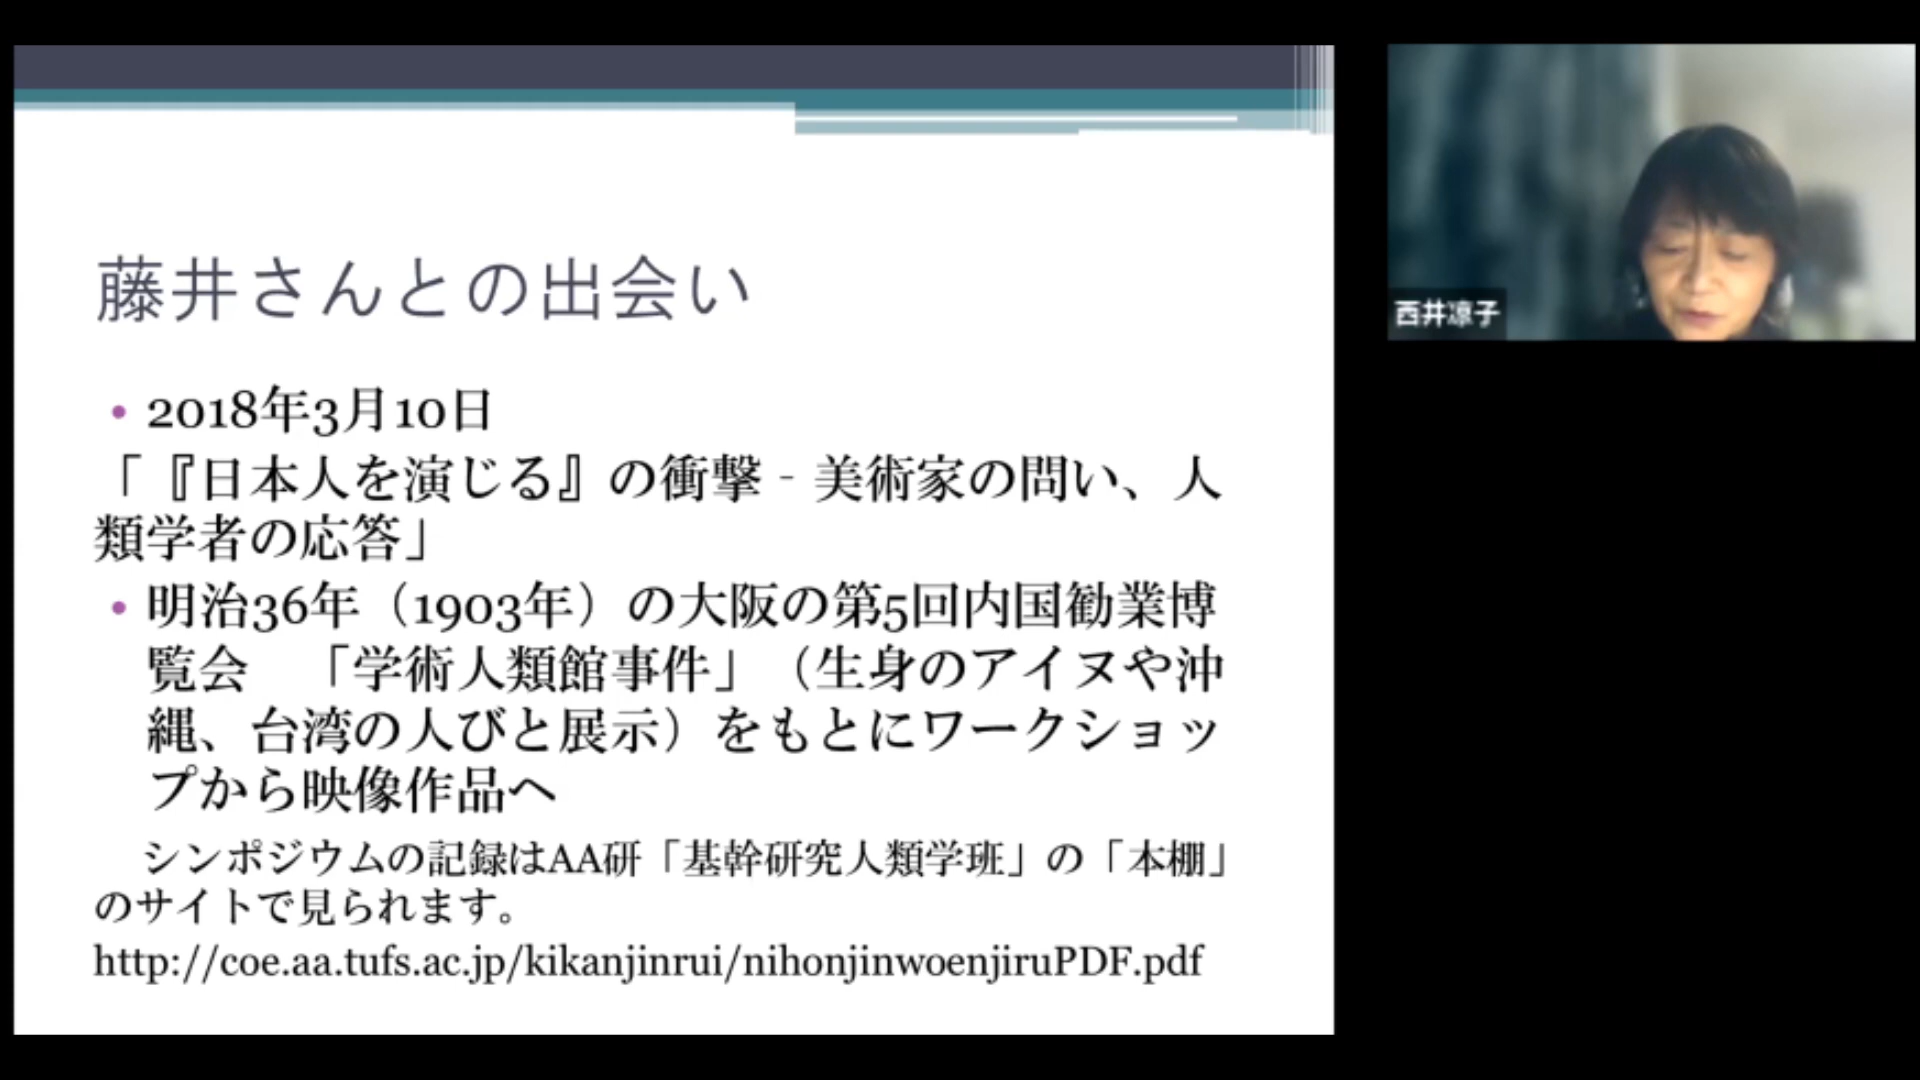 藤井さんとの出会い
• 2018年3月10日
「『日本人を演じる』の衝撃‐美術家の問い、人
類学者の応答」
• 明治36年（1903年）の大阪の第5回内国勧業博
覧会　「学術人類館事件」（生身のアイヌや沖
縄、台湾の人びと展示）をもとにワークショッ
プから映像作品へ
シンポジウムの記録はAA研「基幹研究人類学班」の「本棚」
のサイトで見られます。
http://coe.aa.tufs.ac.jp/kikanjinrui/nihonjinwoenjiruPDF.pdf
西井凉子